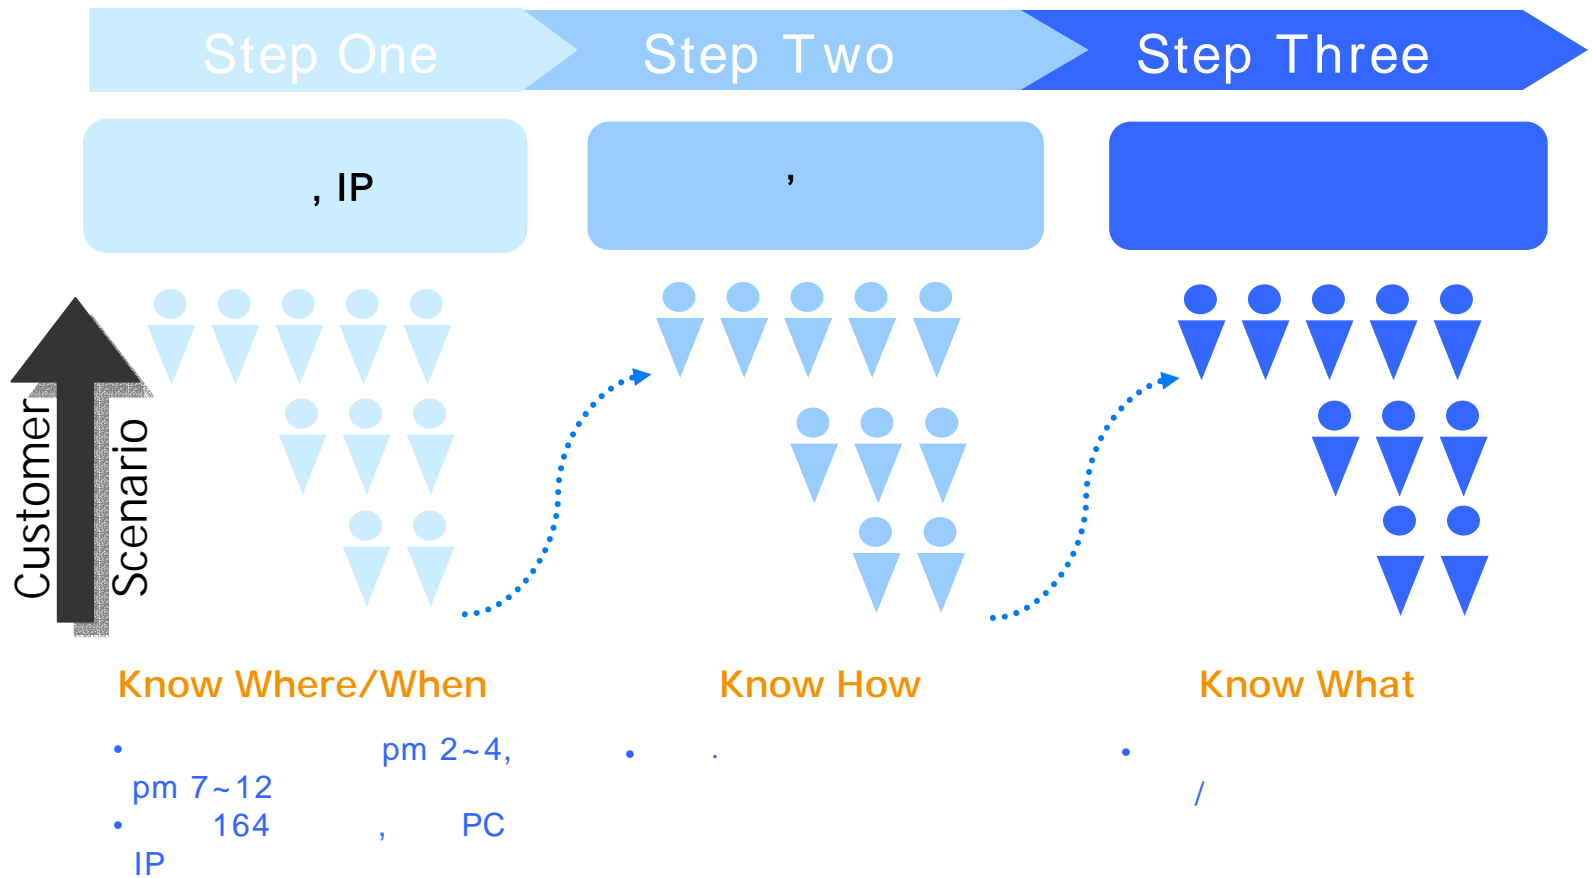 Step One
Step Two
Step Three
, IP
,
Customer
Scenario
Know Where/When
Know How
Know What
• pm 2~4,
pm 7~12
• 164 , PC
IP
• .
•
/